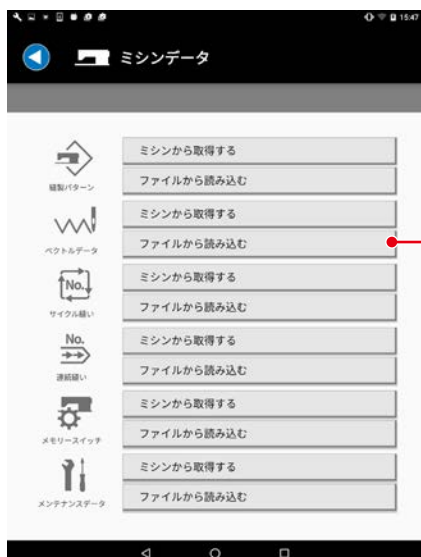 15:47
ミシンデータ
ミシンから取得する
ファイルから読み込む
縫製パターン
ミシンから取得する
ファイルから読み込む
ベクトルデータ
ミシンから取得する
No.
ファイルから読み込む
サイクル縫い
No.
ミシンから取得する
ファイルから読み込む
連続縫い
ミシンから取得する
ファイルから読み込む
メモリースイッチ
ミシンから取得する
ファイルから読み込む
メンテナンスデータ